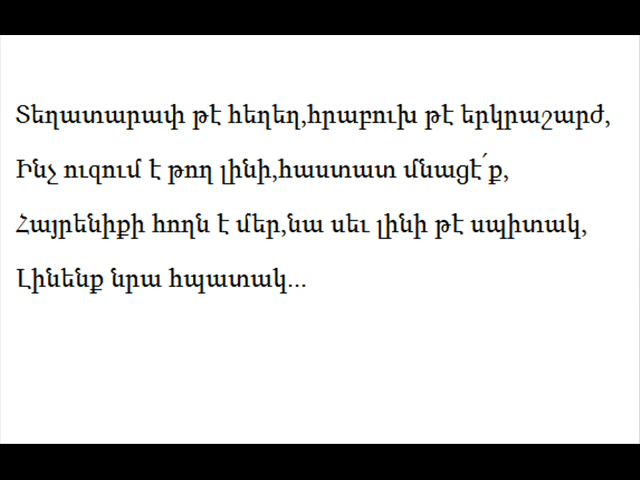 Տեղատարափ թէ հեղեղ,հրաբուխ թէ երկրաշարժ,
Ինչ ուզում է թող լինի,հաստատ մնացէ՛ք,
Հայրենիքի հողն է մեր,նա սեւ լինի թէ սպիտակ,
Լինենք նրա հպատակ...